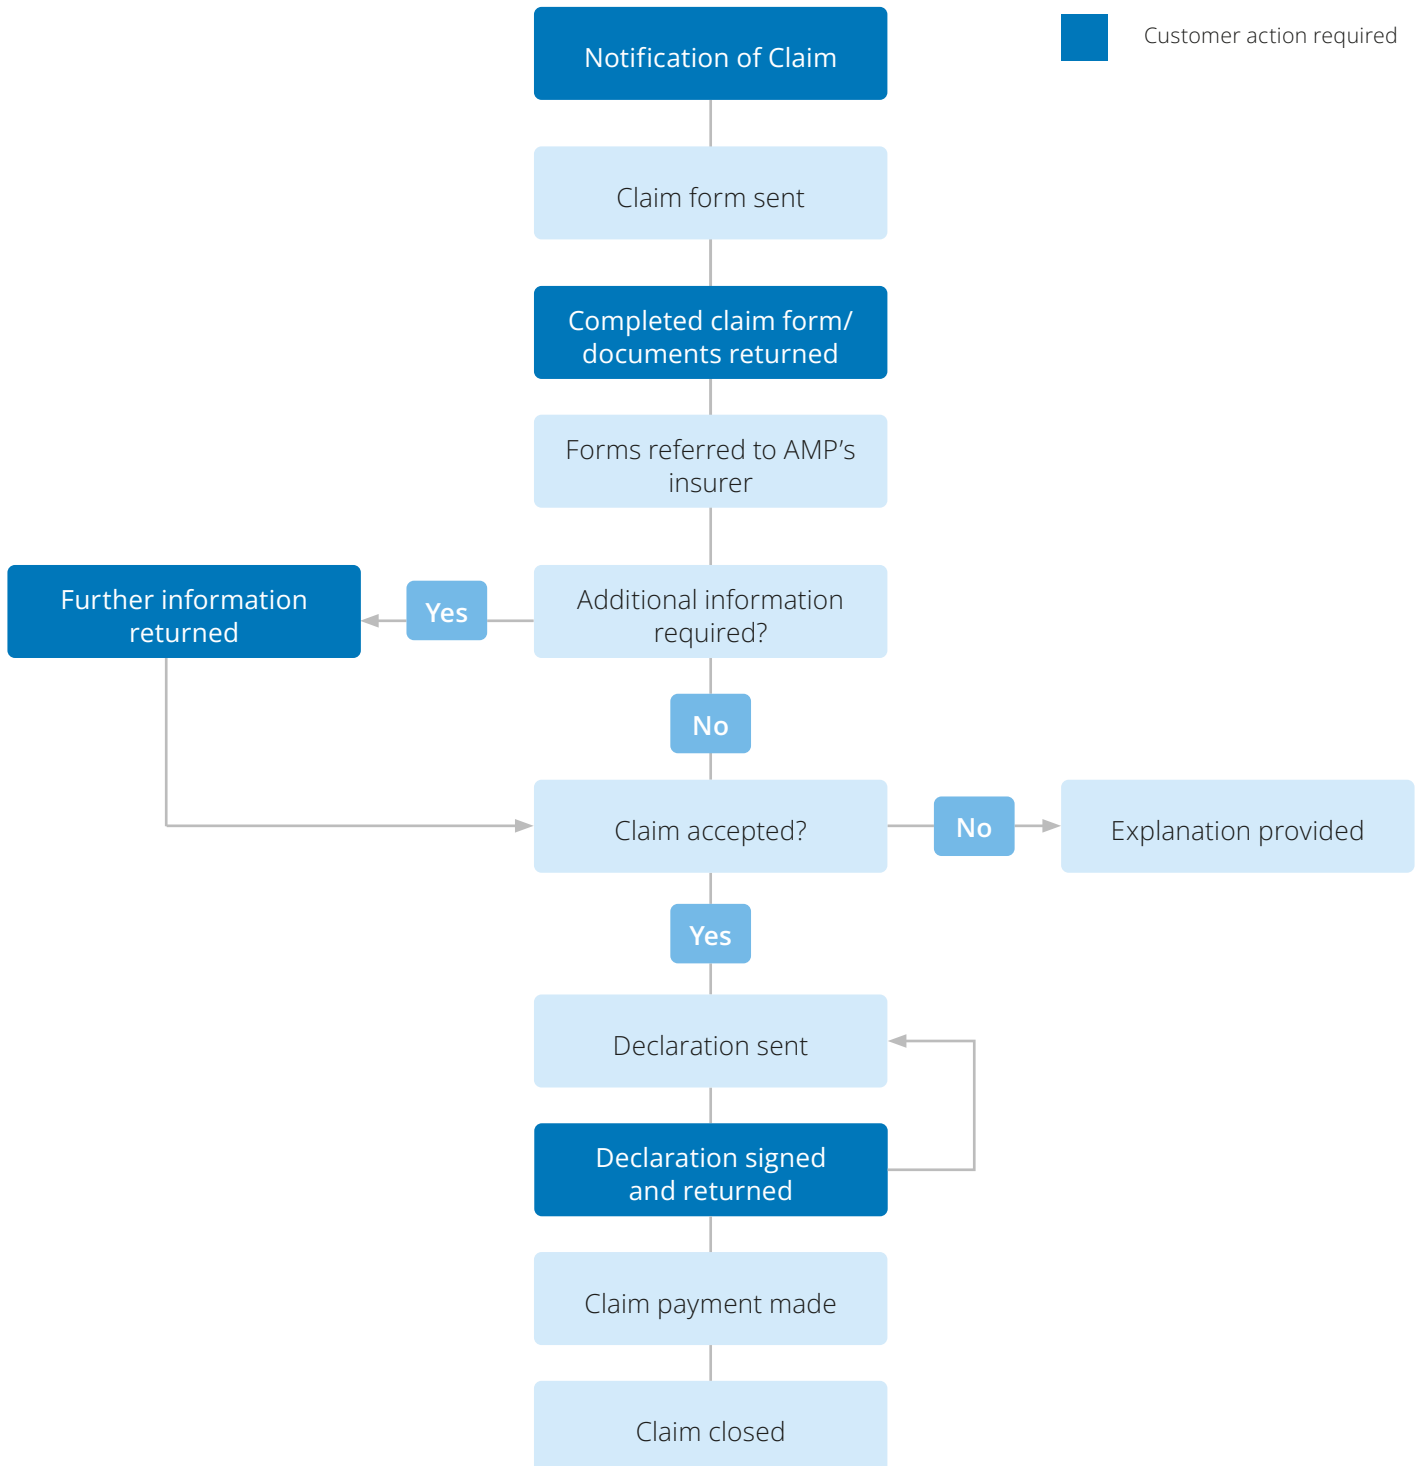 Notification of Claim
Customer action required
Claim form sent
Completed claim form/
documents returned
Forms referred to AMP’s
insurer
Further information
returned
Yes
Additional information
required?
No
Claim accepted?
No
Explanation provided
Yes
Declaration sent
Declaration signed
and returned
Claim payment made
Claim closed